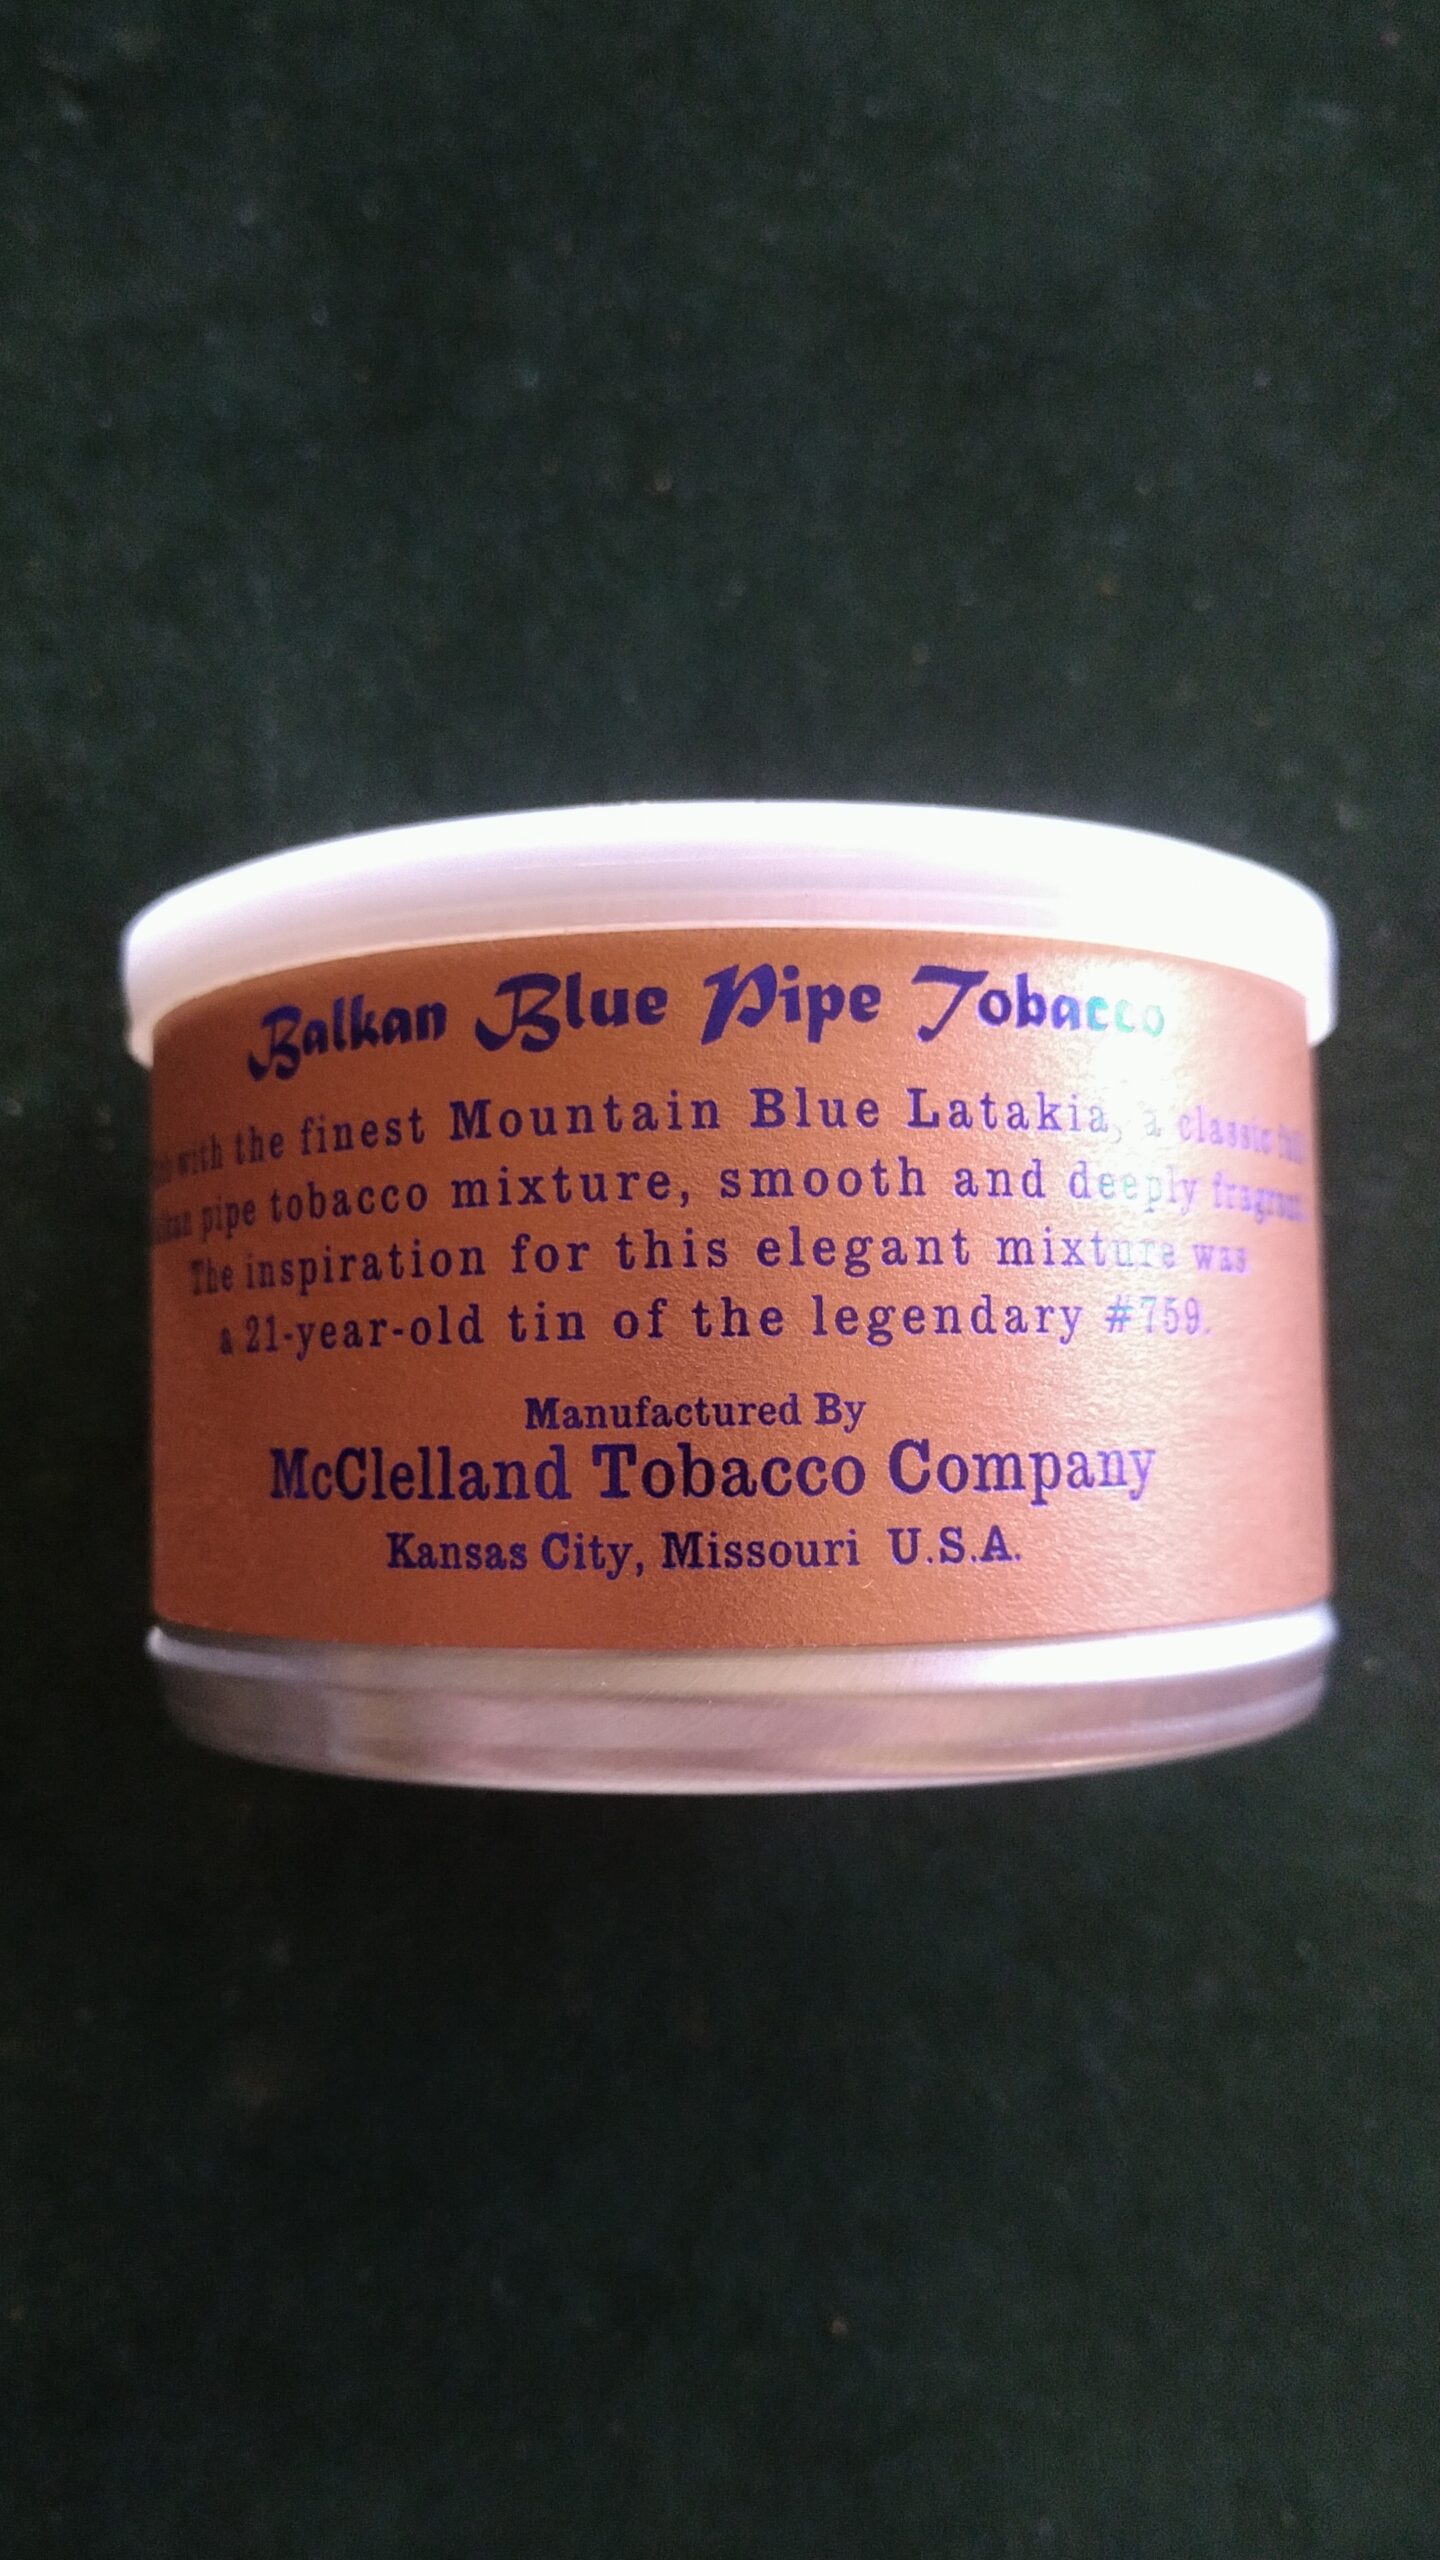 Balkan Blue Pipe Tobacco
with the finest Mountain Blue Latakia, a classic full
pipe tobacco mixture, smooth and deeply fragrant.
The inspiration for this elegant mixture was
a 21-year-old tin of the legendary #759.
Manufactured By
McClelland Tobacco Company
Kansas City, Missouri U.S.A.